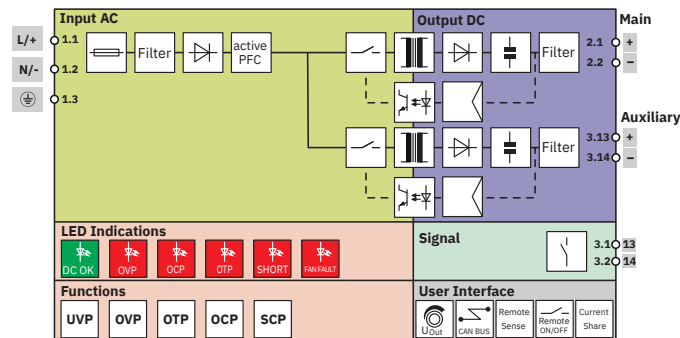 Input AC
Output DC
Main
L/+
1.1
Filter
active
PFC
Filter
2.1
+
N/-
1.2
2.2
−
1.3
Auxiliary
3.13
+
Filter
3.14
−
LED Indications
DC OK
OVP
OCP
OTP
SHORT
FAN FAULT
Signal
3.1
13
3.2
14
Functions
UVP
OVP
OTP
OCP
SCP
User Interface
UOut
CAN BUS
Remote
Sense
Remote
ON/OFF
Current
Share